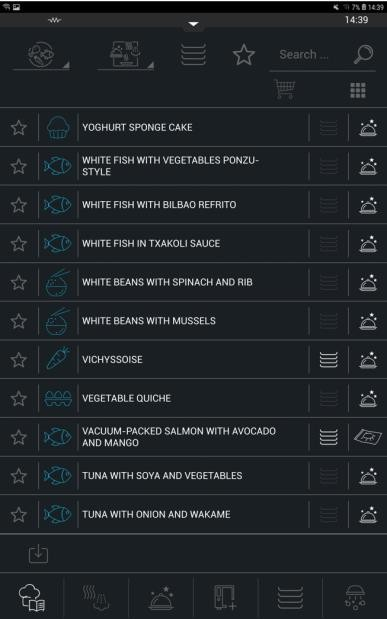 7% 14:39
14:39
Search ...
YOGHURT SPONGE CAKE
WHITE FISH WITH VEGETABLES PONZU-
STYLE
WHITE FISH WITH BILBAO REFRITO
WHITE FISH IN TXAKOLI SAUCE
WHITE BEANS WITH SPINACH AND RIB
WHITE BEANS WITH MUSSELS
VICHYSSOISE
VEGETABLE QUICHE
VACUUM-PACKED SALMON WITH AVOCADO
AND MANGO
TUNA WITH SOYA AND VEGETABLES
TUNA WITH ONION AND WAKAME